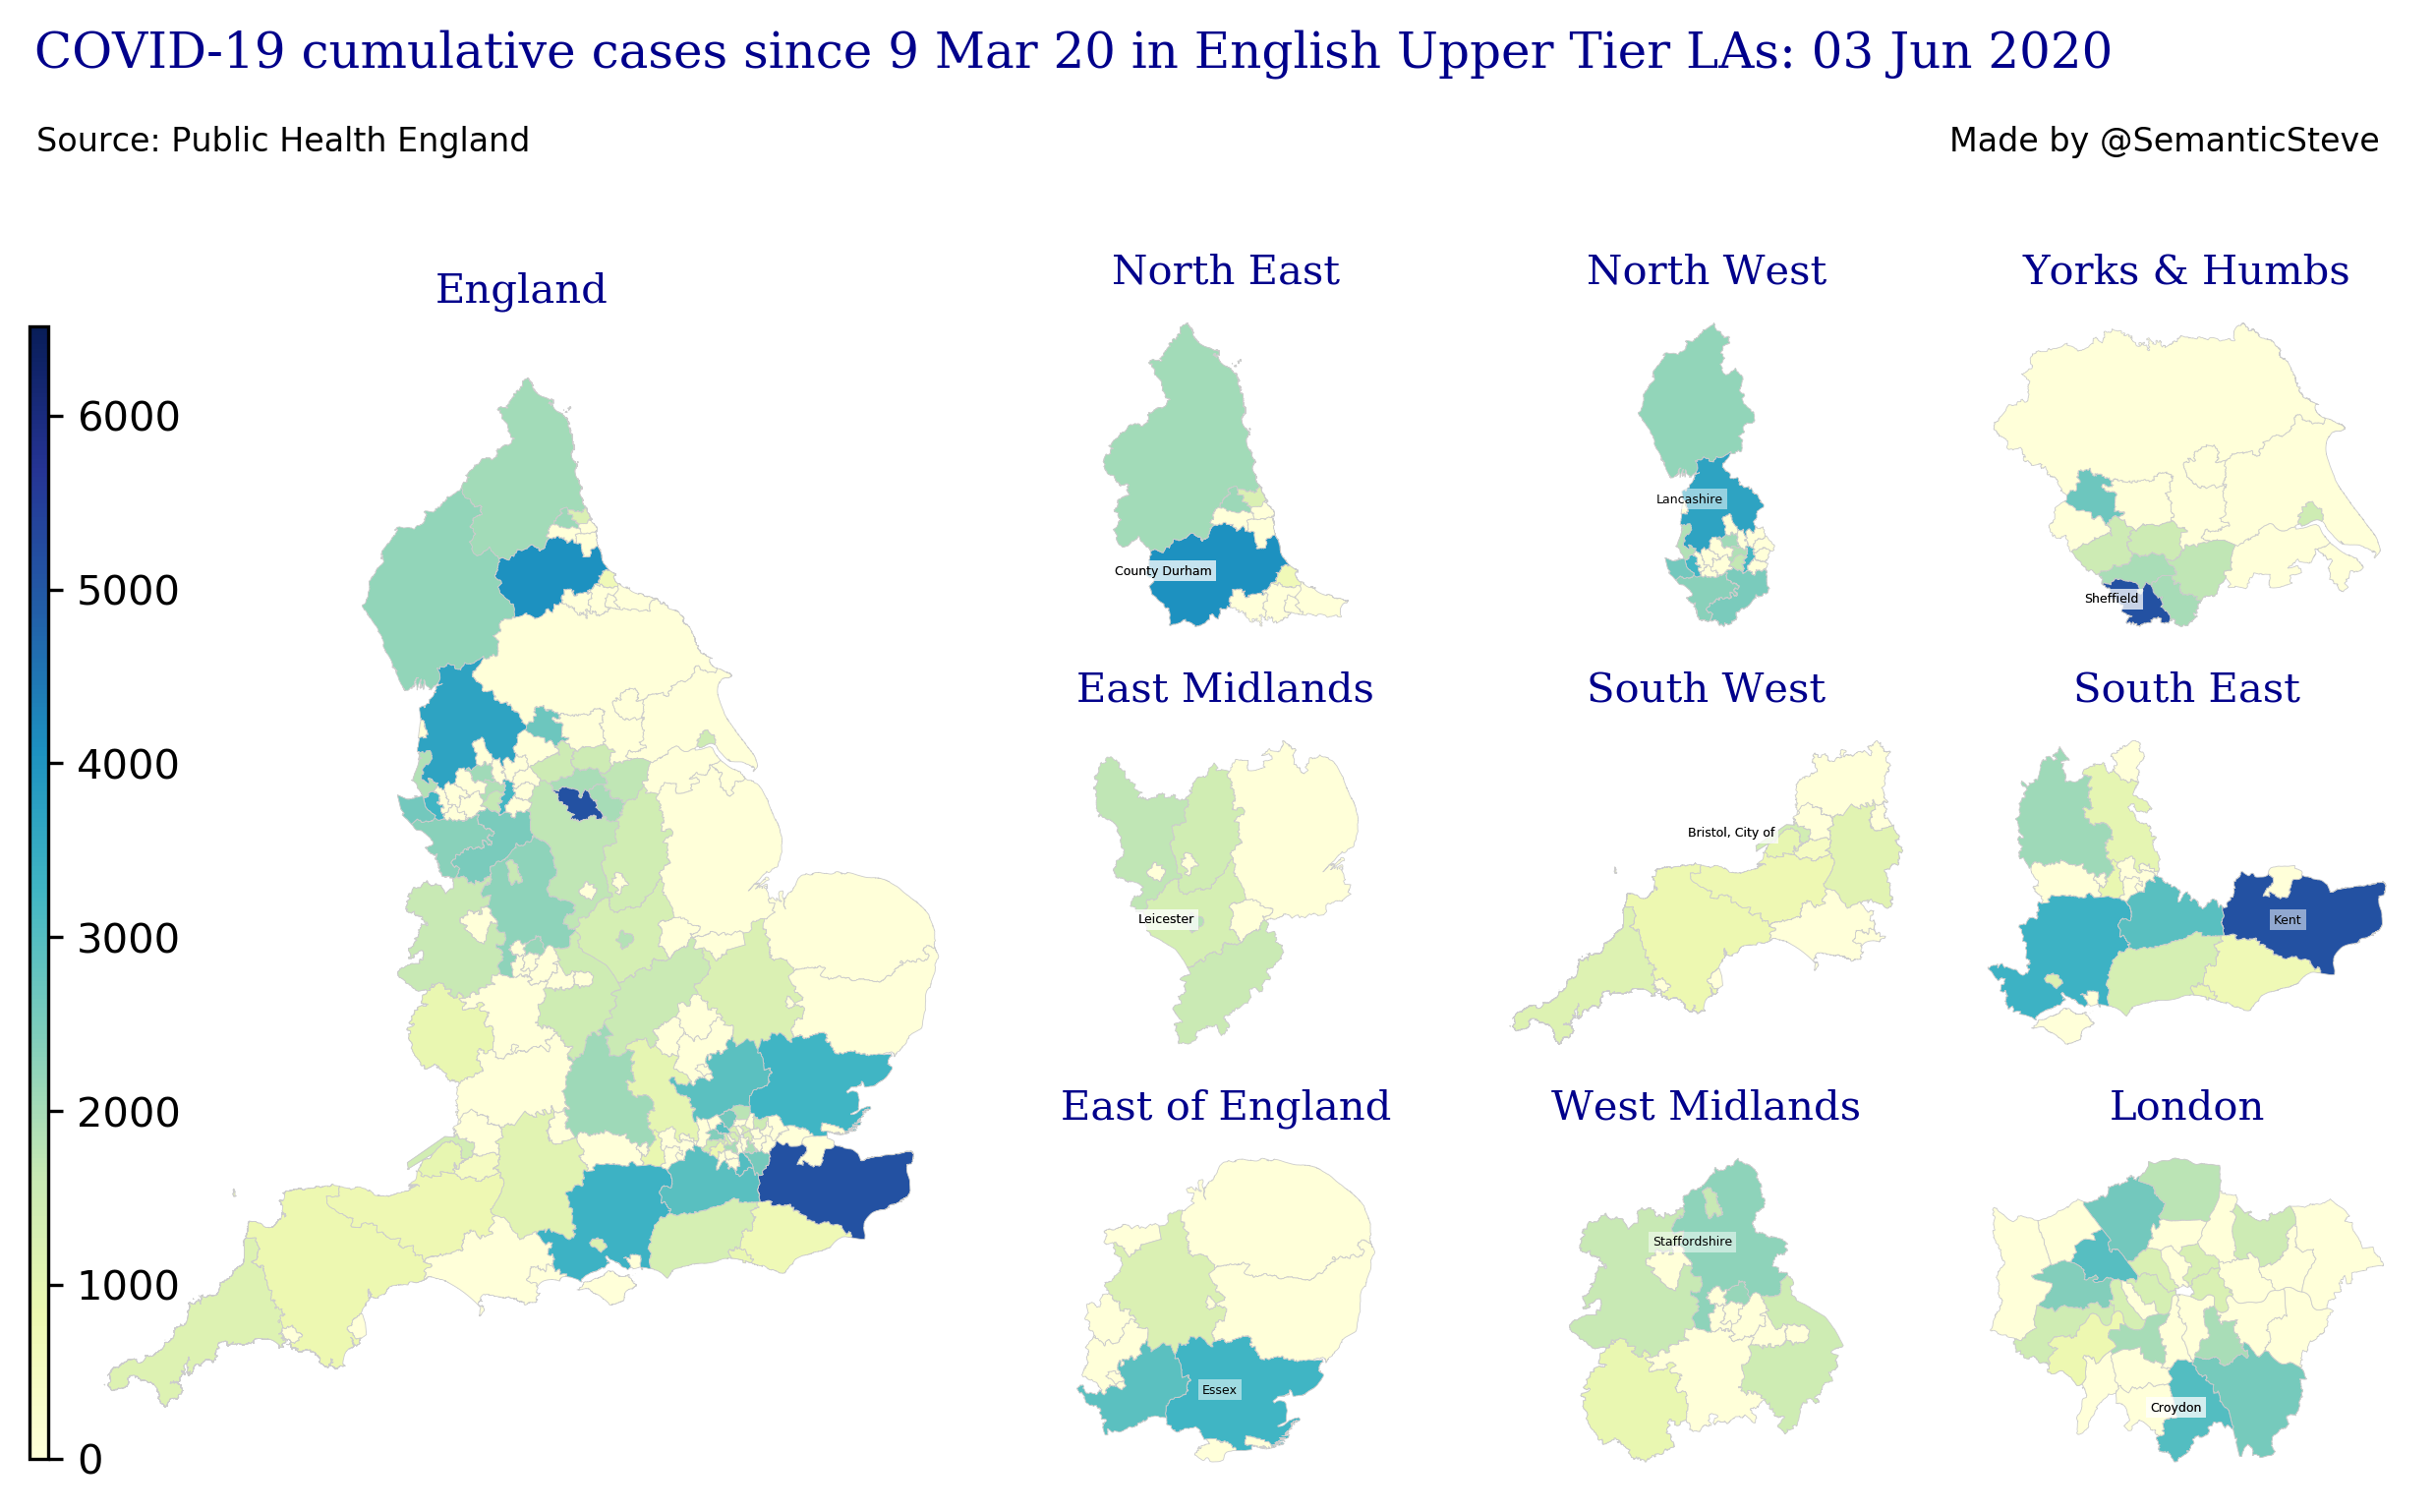 COVID-19 cumulative cases since 9 Mar 20 in English Upper Tier LAs: 03 Jun 2020
Source: Public Health England
Made by @SemanticSteve
England
6000
5000
4000
3000
2000
1000
0
North East
County Durham
North West
Lancashire
Yorks & Humbs
Sheffield
East Midlands
Leicester
South West
Bristol, City of
South East
Kent
East of England
Essex
West Midlands
Staffordshire
London
Croydon